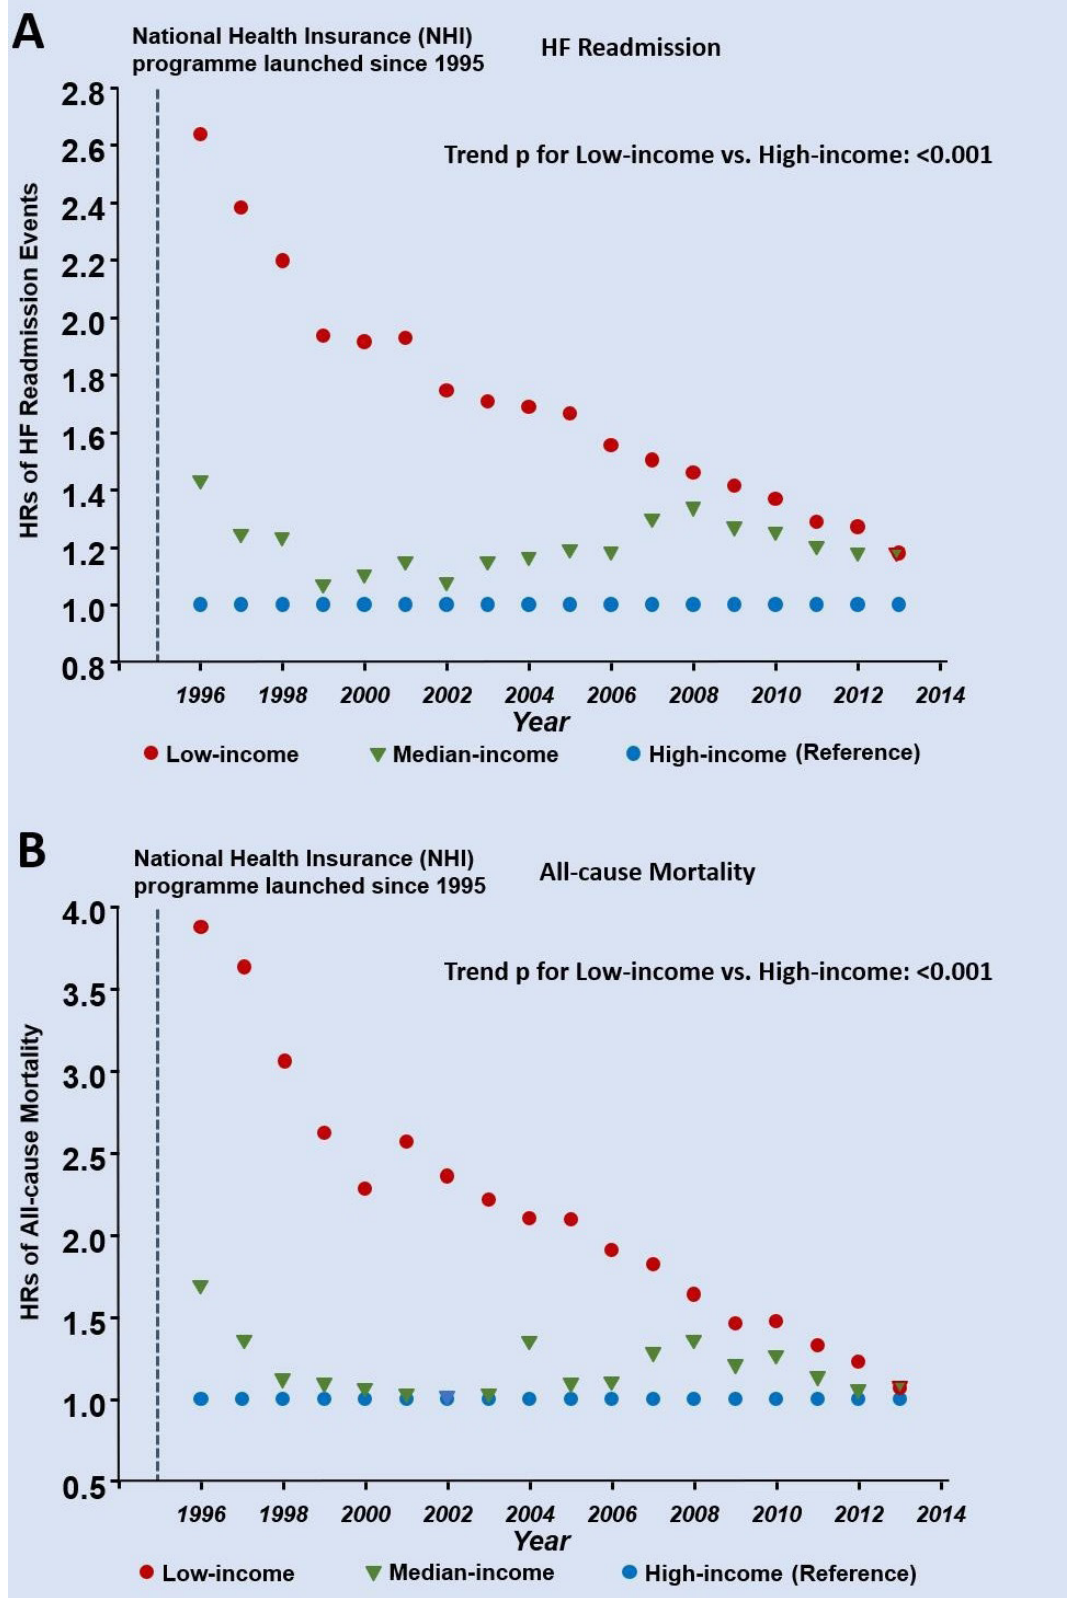 A
National Health Insurance (NHI)
programme launched since 1995
HF Readmission
Trend p for Low-income vs. High-income: <0.001
HRs of HF Readmission Events
2.8
2.6
2.4
2.2
2.0
1.8
1.6
1.4
1.2
1.0
0.8
1996 1998 2000 2002 2004 2006 2008 2010 2012 2014
Year
Low-income Median-income High-income (Reference)
B
National Health Insurance (NHI)
programme launched since 1995
All-cause Mortality
Trend p for Low-income vs. High-income: <0.001
HRs of All-cause Mortality
4.0
3.5
3.0
2.5
2.0
1.5
1.0
0.5
1996 1998 2000 2002 2004 2006 2008 2010 2012 2014
Year
Low-income Median-income High-income (Reference)